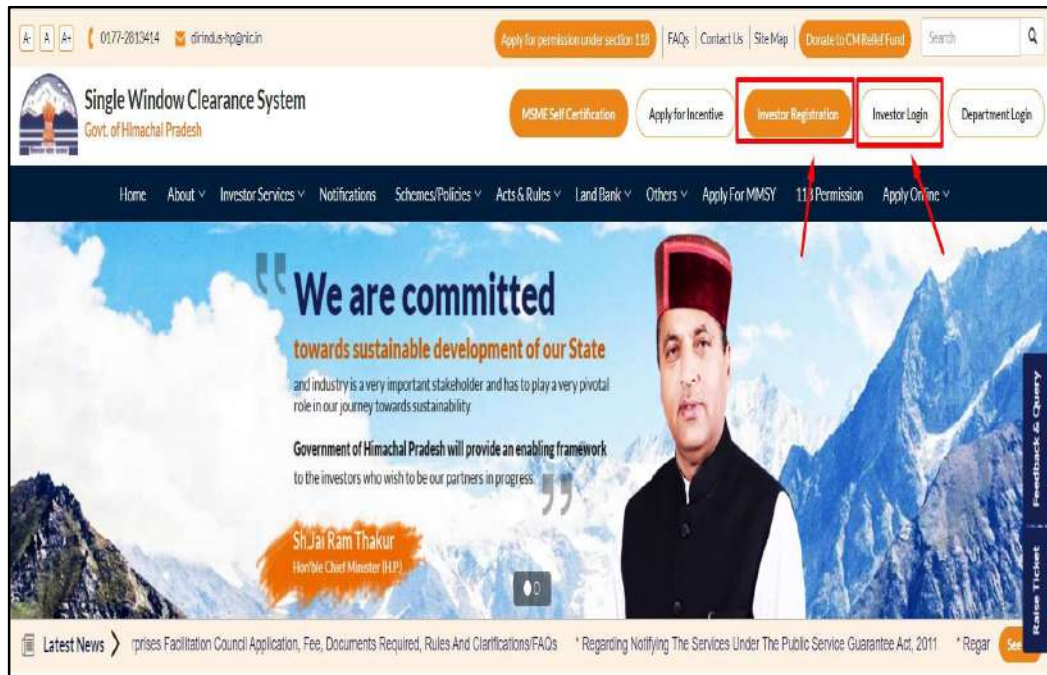 A- A A+ 0177-2813414 dirindus-hp@nic.in Apply for permission under section 118 FAQs Contact Us Site Map Donate to CM Relief Fund Search
Single Window Clearance System
Govt. of Himachal Pradesh
MSME Self Certification Apply for Incentive Investor Registration Investor Login Department Login
Home About Investor Services Notifications Schemes/Policies Acts & Rules Land Bank Others Apply For MMSY 118 Permission Apply Online
We are committed
towards sustainable development of our State
and industry is a very important stakeholder and has to play a very pivotal
role in our journey towards sustainability.
Government of Himachal Pradesh will provide an enabling framework
to the investors who wish to be our partners in progress.
Sh.Jai Ram Thakur
Hon'ble Chief Minister (H.P.)
Feedback & Query
Raise Ticket
Latest News rprises Facilitation Council Application, Fee, Documents Required, Rules And Clarifications/FAQs * Regarding Notifying The Services Under The Public Service Guarantee Act, 2011 * Regar See